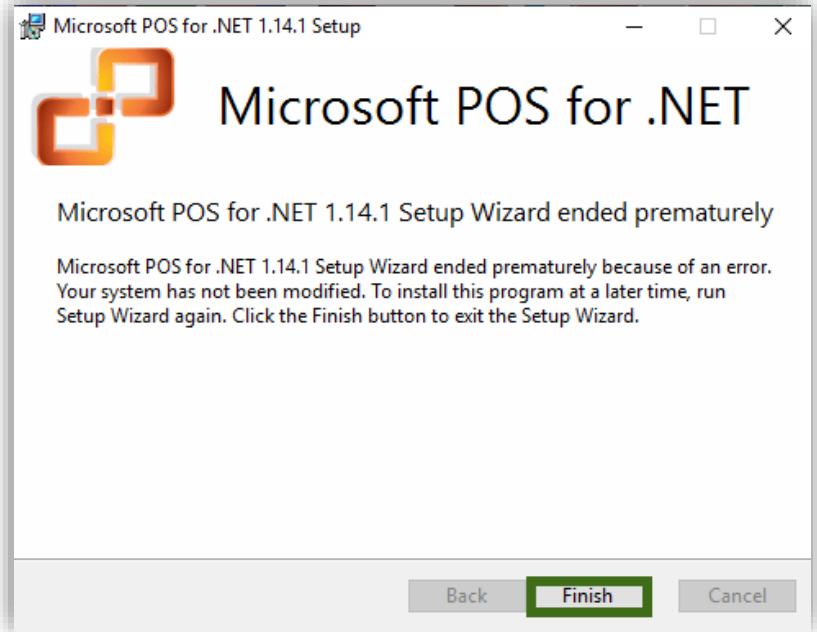 Microsoft POS for .NET 1.14.1 Setup
Microsoft POS for .NET
Microsoft POS for .NET 1.14.1 Setup Wizard ended prematurely
Microsoft POS for .NET 1.14.1 Setup Wizard ended prematurely because of an error.
Your system has not been modified. To install this program at a later time, run
Setup Wizard again. Click the Finish button to exit the Setup Wizard.
Back Finish Cancel